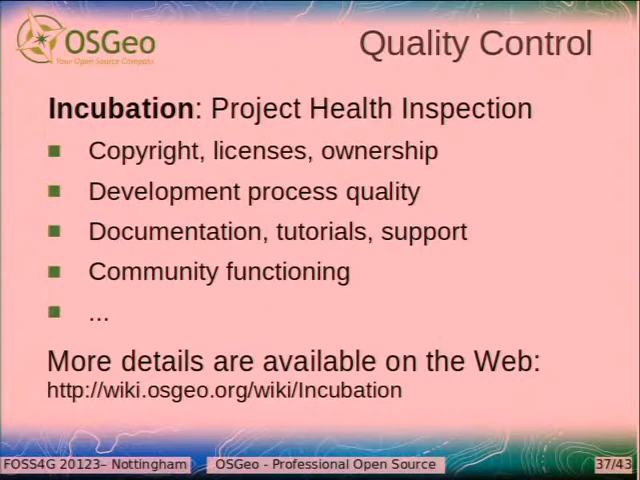 OSGeo
Your Open Source Compass
Quality Control
Incubation: Project Health Inspection
Copyright, licenses, ownership
Development process quality
Documentation, tutorials, support
Community functioning
...
More details are available on the Web:
http://wiki.osgeo.org/wiki/Incubation
FOSS4G 20123– Nottingham
OSGeo - Professional Open Source
37/43